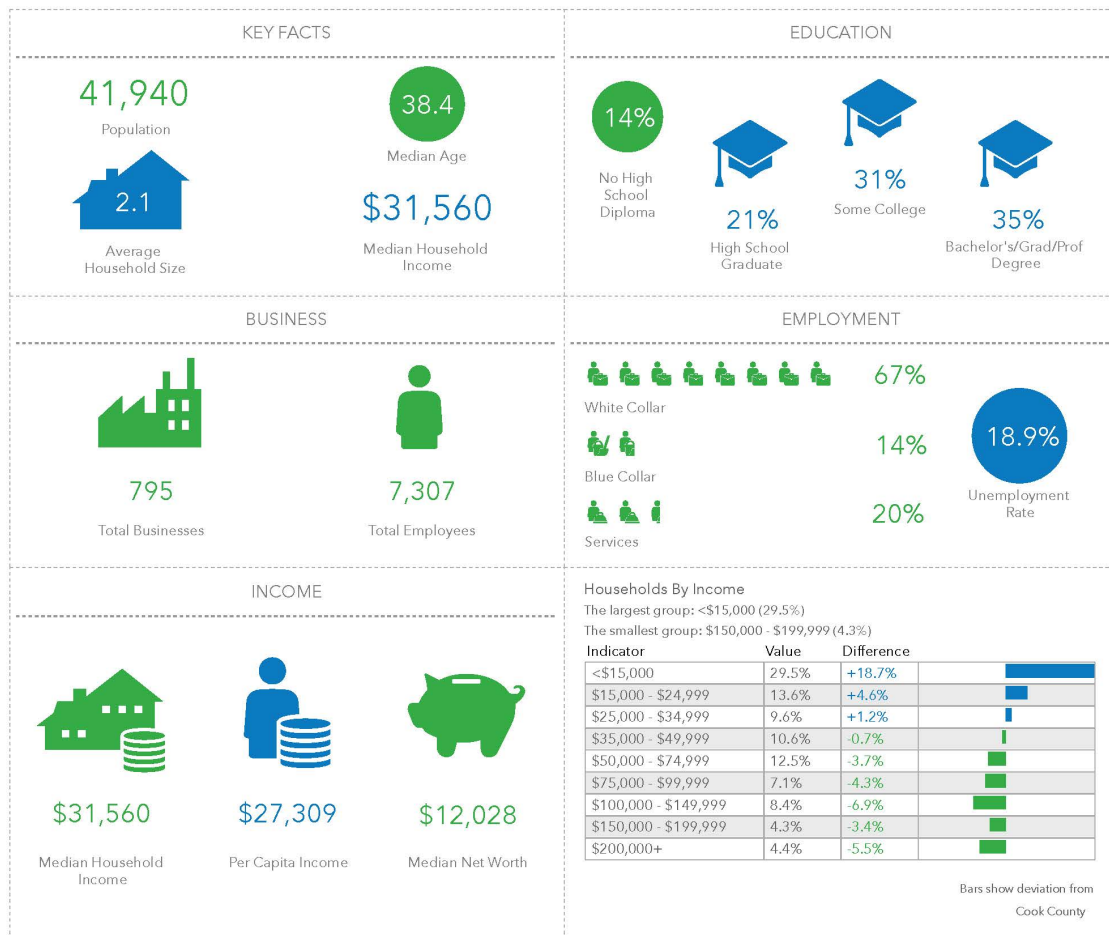 KEY FACTS
41,940
Population
38.4
Median Age
2.1
Average
Household Size
$31,560
Median Household
Income
EDUCATION
14%
No High
School
Diploma
21%
High School
Graduate
31%
Some College
35%
Bachelor's/Grad/Prof
Degree
BUSINESS
795
Total Businesses
7,307
Total Employees
EMPLOYMENT
67%
White Collar
14%
Blue Collar
20%
Services
18.9%
Unemployment
Rate
INCOME
$31,560
Median Household
Income
$27,309
Per Capita Income
$12,028
Median Net Worth
Households By Income
The largest group: <$15,000 (29.5%)
The smallest group: $150,000 - $199,999 (4.3%)
Indicator Value Difference
<$15,000 29.5% +18.7%
$15,000 - $24,999 13.6% +4.6%
$25,000 - $34,999 9.6% +1.2%
$35,000 - $49,999 10.6% -0.7%
$50,000 - $74,999 12.5% -3.7%
$75,000 - $99,999 7.1% -4.3%
$100,000 - $149,999 8.4% -6.9%
$150,000 - $199,999 4.3% -3.4%
$200,000+ 4.4% -5.5%
Bars show deviation from
Cook County